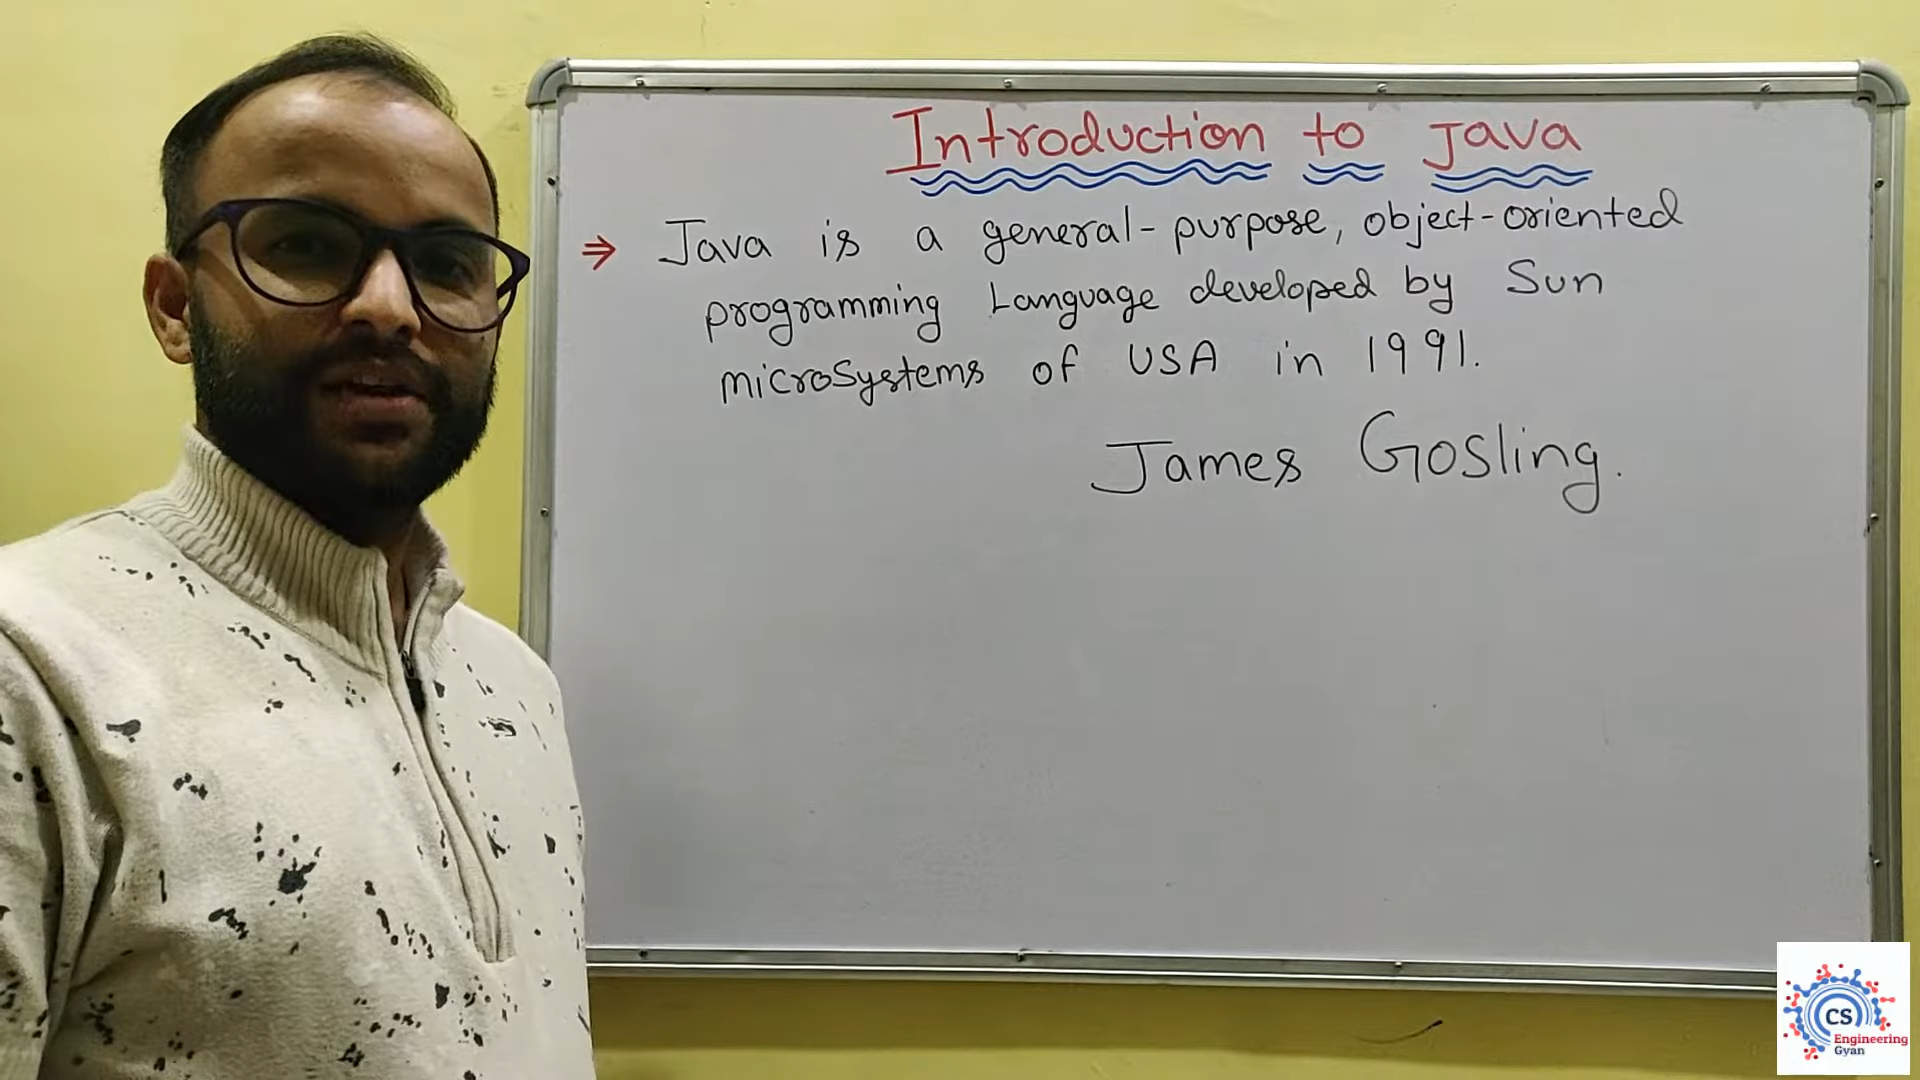 Introduction to Java
⇒ Java is a general-purpose, object-oriented
programming Language developed by Sun
microsystems of USA in 1991.
James Gosling.
CS
Engineering
Gyan